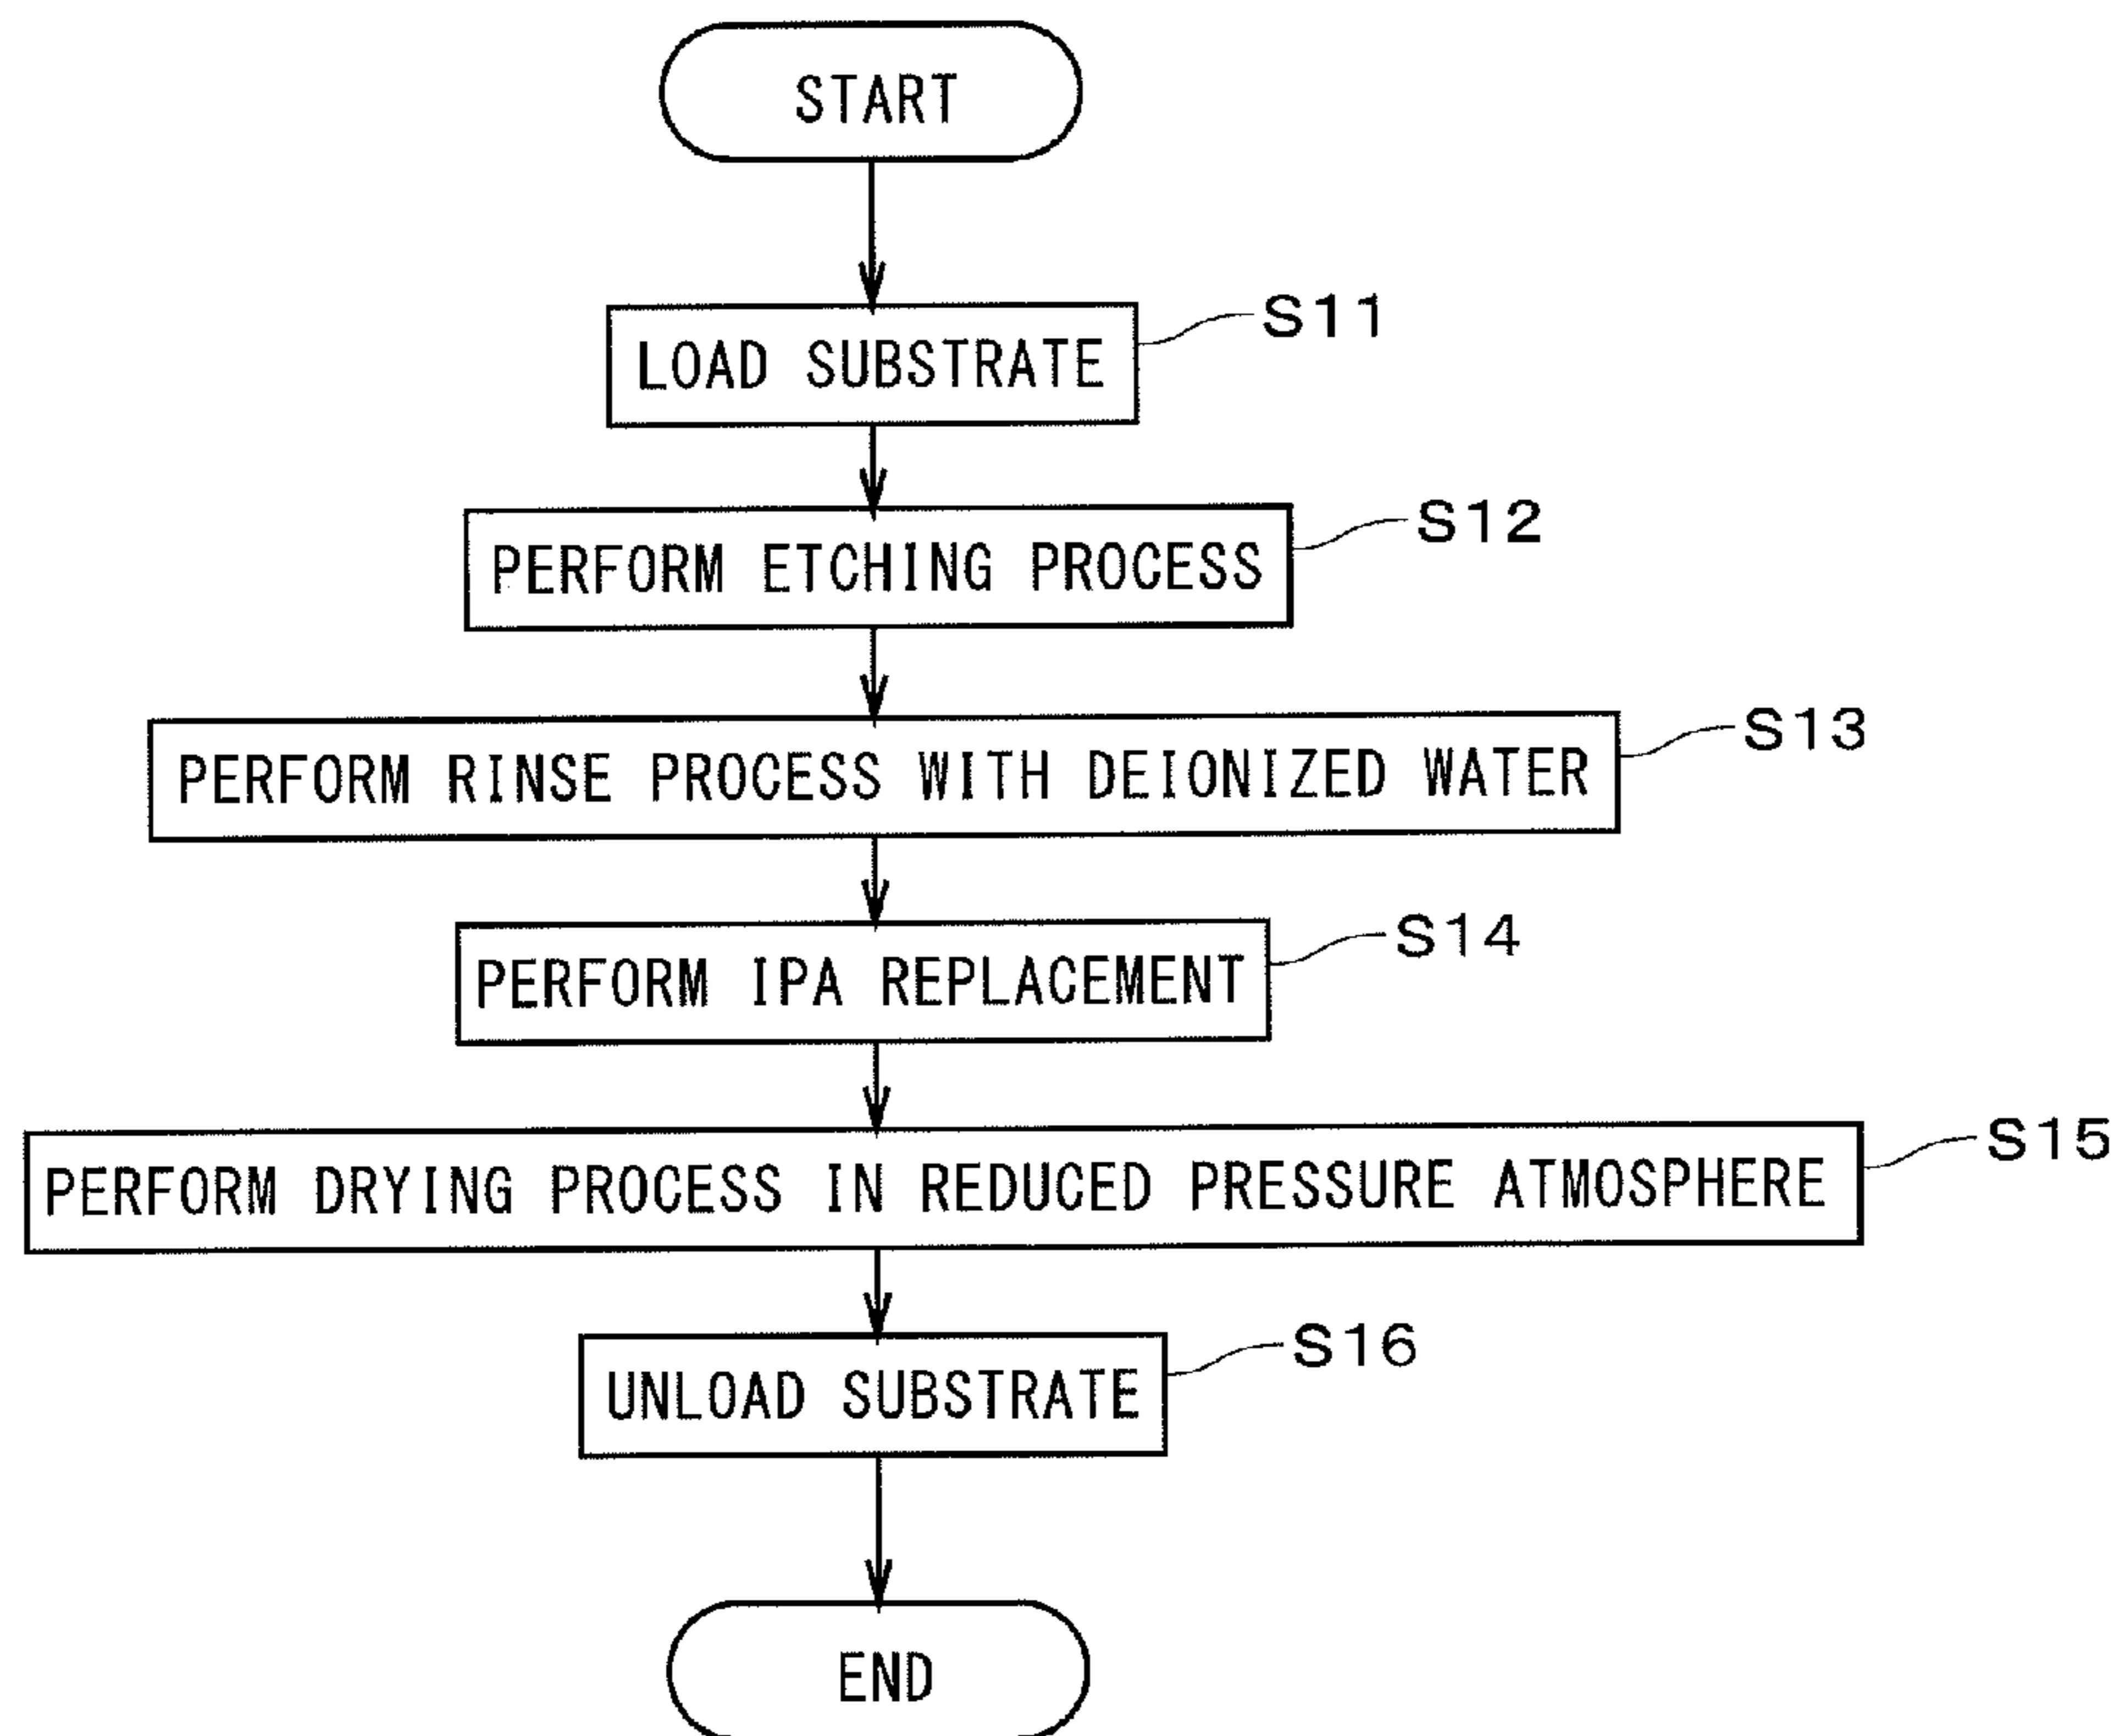 START
S11
LOAD SUBSTRATE
S12
PERFORM ETCHING PROCESS
S13
PERFORM RINSE PROCESS WITH DEIONIZED WATER
S14
PERFORM IPA REPLACEMENT
S15
PERFORM DRYING PROCESS IN REDUCED PRESSURE ATMOSPHERE
S16
UNLOAD SUBSTRATE
END